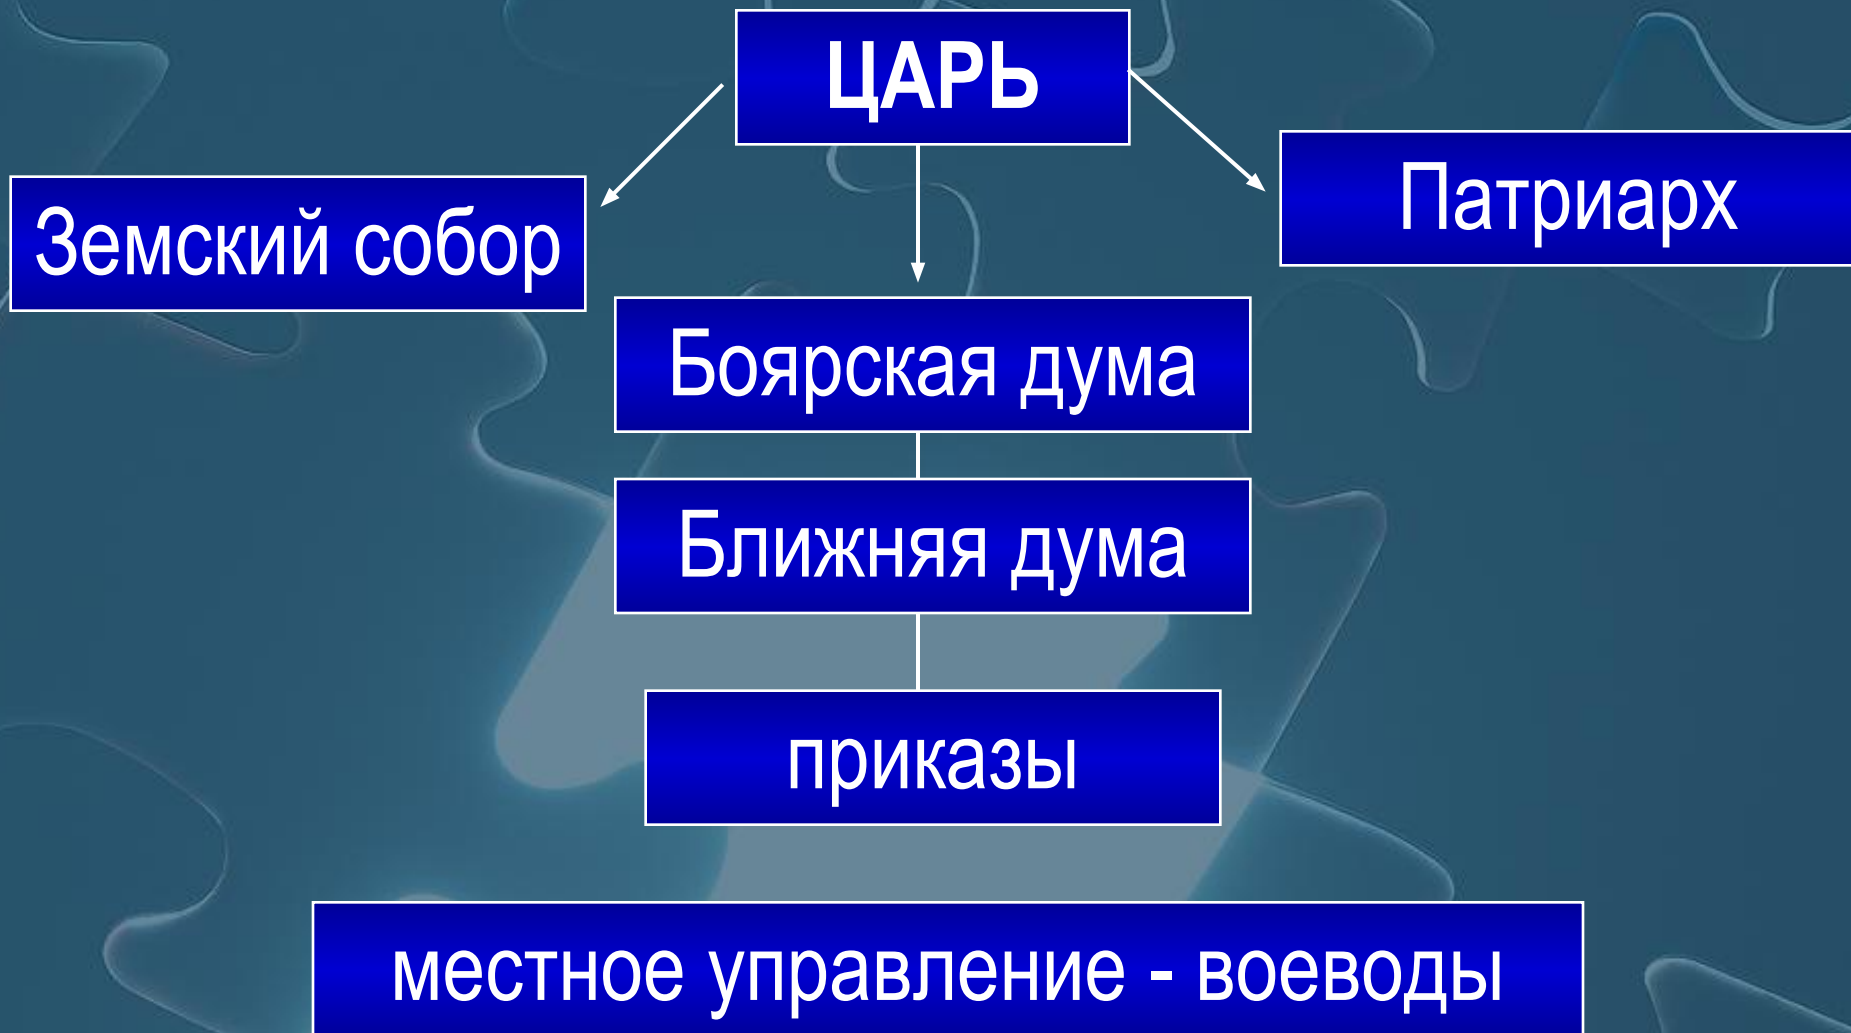 ЦАРЬ
Земский собор
Патриарх
Боярская дума
Ближняя дума
приказы
местное управление - воеводы